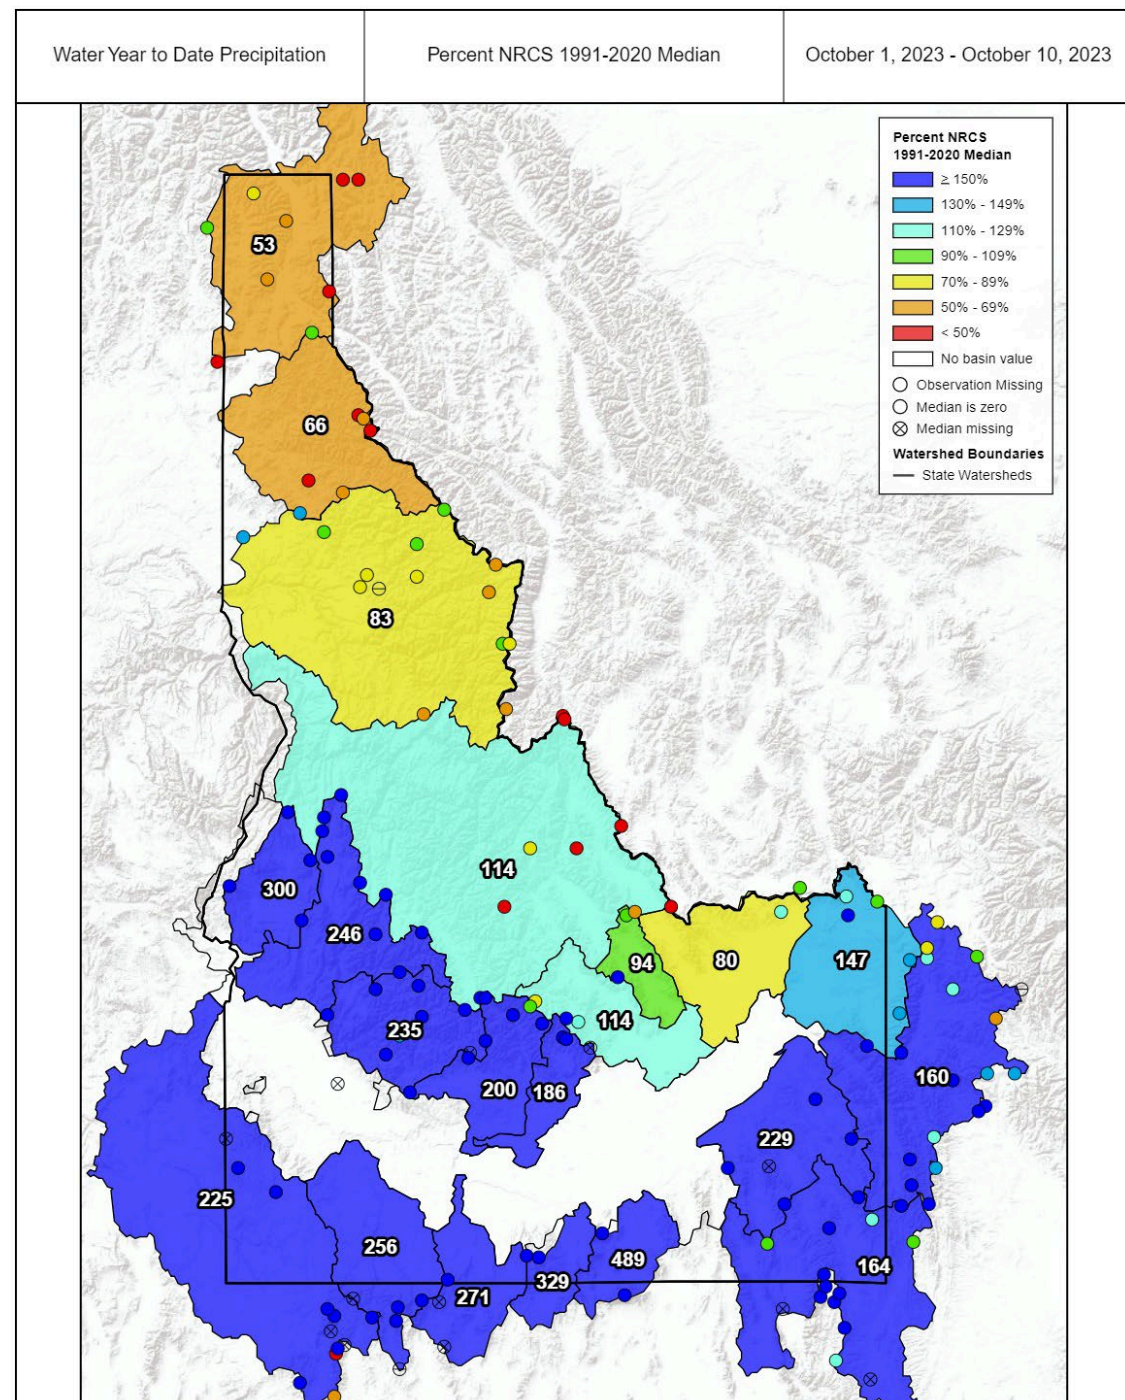 Water Year to Date Precipitation
Percent NRCS 1991-2020 Median
October 1, 2023 - October 10, 2023
Percent NRCS
1991-2020 Median
≥ 150%
130% - 149%
110% - 129%
90% - 109%
70% - 89%
50% - 69%
< 50%
No basin value
Observation Missing
Median is zero
Median missing
Watershed Boundaries
State Watersheds
53
66
83
114
300
246
94
80
147
235
114
200
186
160
229
225
256
271
329
489
164